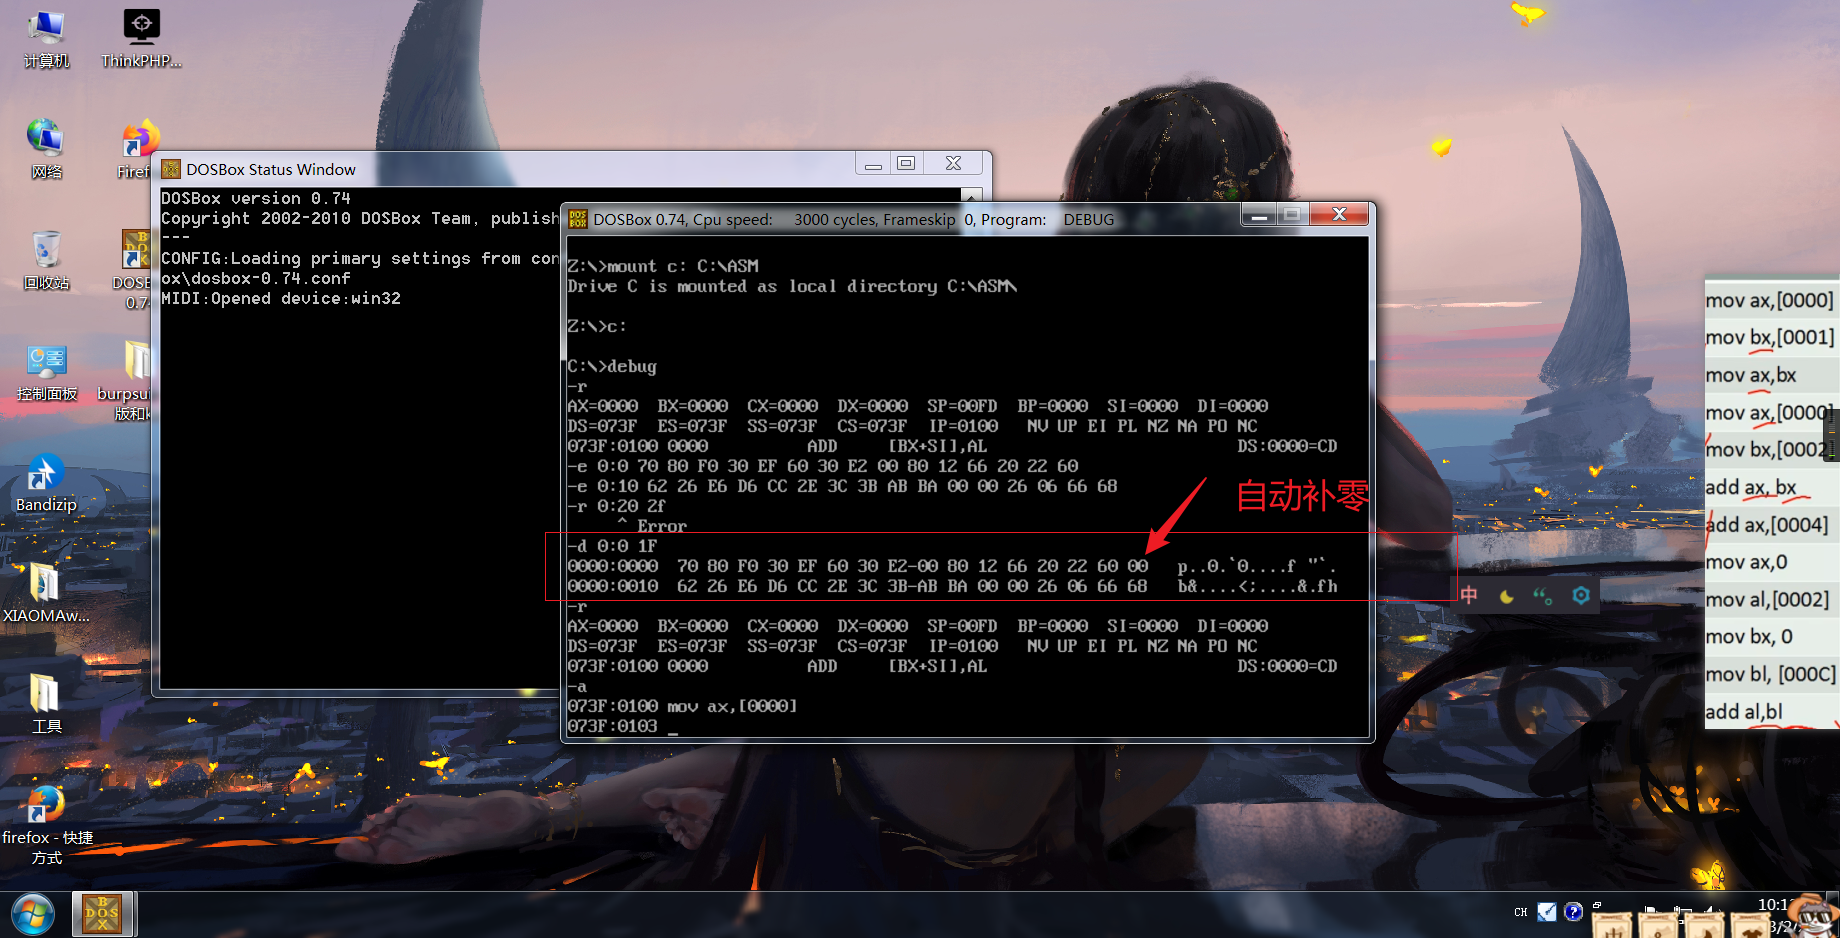 计算机
ThinkPHP...
网络
Firef
回收站
DOSB
0.7
控制面板
burpsu
版和k
Bandizip
XIAOMAw...
工具
firefox - 快捷
方式
DOSBox Status Window
DOSBox version 0.74
Copyright 2002-2010 DOSBox Team, publish
---
CONFIG:Loading primary settings from con
ox\dosbox-0.74.conf
MIDI:Opened device:win32
DOSBox 0.74, Cpu speed: 3000 cycles, Frameskip 0, Program: DEBUG
Z:\>mount c: C:\ASM
Drive C is mounted as local directory C:\ASM\
Z:\>c:
C:\>debug
-r
AX=0000 BX=0000 CX=0000 DX=0000 SP=00FD BP=0000 SI=0000 DI=0000
DS=073F ES=073F SS=073F CS=073F IP=0100 NV UP EI PL NZ NA PO NC
073F:0100 0000 ADD [BX+SI],AL DS:0000=CD
-e 0:0 70 80 F0 30 EF 60 30 E2 00 80 12 66 20 22 60
-e 0:10 62 26 E6 D6 CC 2E 3C 3B AB BA 00 00 26 06 66 68
-r 0:20 2f
^ Error
自动补零
-d 0:0 1F
0000:0000 70 80 F0 30 EF 60 30 E2-00 80 12 66 20 22 60 00 p..0.`0....f "`.
0000:0010 62 26 E6 D6 CC 2E 3C 3B-AB BA 00 00 26 06 66 68 b&....<;....&.fh
-r
AX=0000 BX=0000 CX=0000 DX=0000 SP=00FD BP=0000 SI=0000 DI=0000
DS=073F ES=073F SS=073F CS=073F IP=0100 NV UP EI PL NZ NA PO NC
073F:0100 0000 ADD [BX+SI],AL DS:0000=CD
-a
073F:0100 mov ax,[0000]
073F:0103 _
中
mov ax,[0000]
mov bx,[0001]
mov ax,bx
mov ax,[0000]
mov bx,[0002]
add ax, bx
add ax,[0004]
mov ax,0
mov al,[0002]
mov bx, 0
mov bl, [000C]
add al,bl
CH
10:1